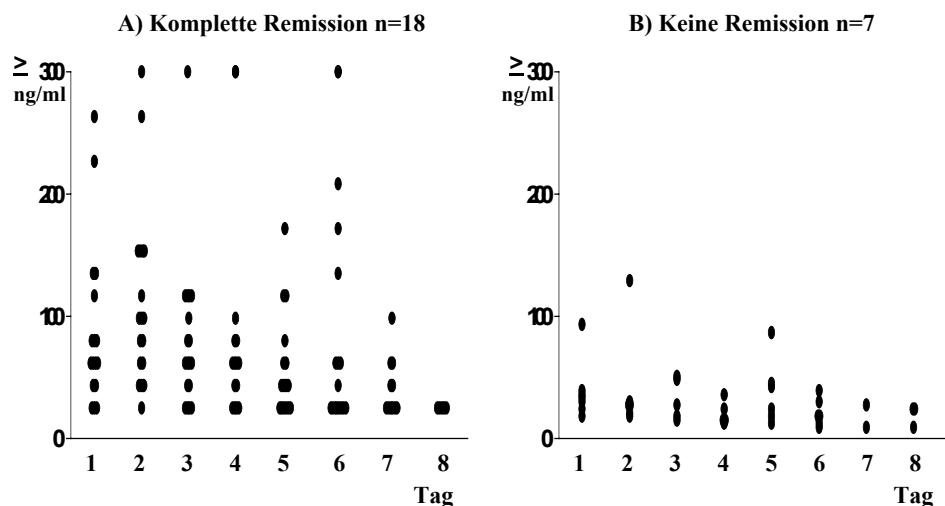 A) Komplette Remission n=18
≥ 300
ng/ml
200
100
0
1 2 3 4 5 6 7 8
Tag
B) Keine Remission n=7
≥ 300
ng/ml
200
100
0
1 2 3 4 5 6 7 8
Tag